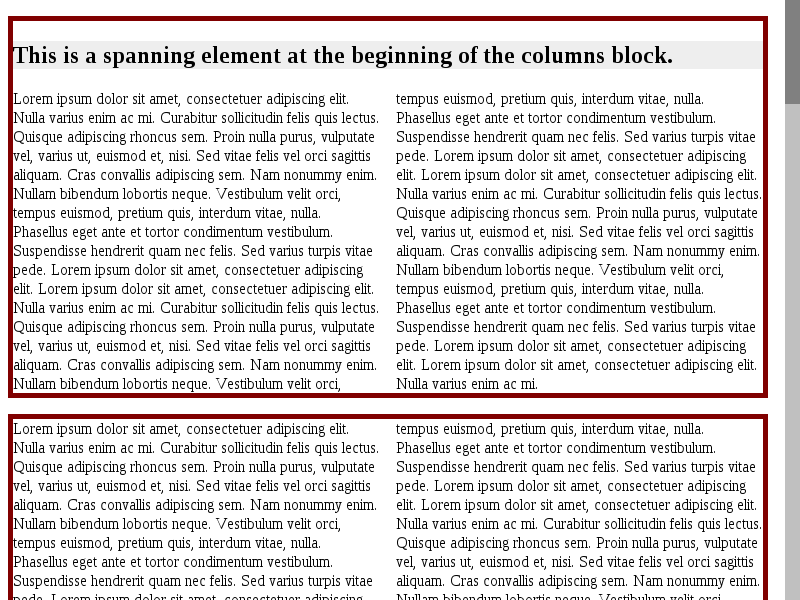 This is a spanning element at the beginning of the columns block.
Lorem ipsum dolor sit amet, consectetuer adipiscing elit.
Nulla varius enim ac mi. Curabitur sollicitudin felis quis lectus.
Quisque adipiscing rhoncus sem. Proin nulla purus, vulputate
vel, varius ut, euismod et, nisi. Sed vitae felis vel orci sagittis
aliquam. Cras convallis adipiscing sem. Nam nonummy enim.
Nullam bibendum lobortis neque. Vestibulum velit orci,
tempus euismod, pretium quis, interdum vitae, nulla.
Phasellus eget ante et tortor condimentum vestibulum.
Suspendisse hendrerit quam nec felis. Sed varius turpis vitae
pede. Lorem ipsum dolor sit amet, consectetuer adipiscing
elit. Lorem ipsum dolor sit amet, consectetuer adipiscing elit.
Nulla varius enim ac mi. Curabitur sollicitudin felis quis lectus.
Quisque adipiscing rhoncus sem. Proin nulla purus, vulputate
vel, varius ut, euismod et, nisi. Sed vitae felis vel orci sagittis
aliquam. Cras convallis adipiscing sem. Nam nonummy enim.
Nullam bibendum lobortis neque. Vestibulum velit orci,
tempus euismod, pretium quis, interdum vitae, nulla.
Phasellus eget ante et tortor condimentum vestibulum.
Suspendisse hendrerit quam nec felis. Sed varius turpis vitae
pede. Lorem ipsum dolor sit amet, consectetuer adipiscing
elit. Lorem ipsum dolor sit amet, consectetuer adipiscing elit.
Nulla varius enim ac mi. Curabitur sollicitudin felis quis lectus.
Quisque adipiscing rhoncus sem. Proin nulla purus, vulputate
vel, varius ut, euismod et, nisi. Sed vitae felis vel orci sagittis
aliquam. Cras convallis adipiscing sem. Nam nonummy enim.
Nullam bibendum lobortis neque. Vestibulum velit orci,
tempus euismod, pretium quis, interdum vitae, nulla.
Phasellus eget ante et tortor condimentum vestibulum.
Suspendisse hendrerit quam nec felis. Sed varius turpis vitae
pede. Lorem ipsum dolor sit amet, consectetuer adipiscing
elit. Lorem ipsum dolor sit amet, consectetuer adipiscing elit.
Nulla varius enim ac mi.
Lorem ipsum dolor sit amet, consectetuer adipiscing elit.
Nulla varius enim ac mi. Curabitur sollicitudin felis quis lectus.
Quisque adipiscing rhoncus sem. Proin nulla purus, vulputate
vel, varius ut, euismod et, nisi. Sed vitae felis vel orci sagittis
aliquam. Cras convallis adipiscing sem. Nam nonummy enim.
Nullam bibendum lobortis neque. Vestibulum velit orci,
tempus euismod, pretium quis, interdum vitae, nulla.
Phasellus eget ante et tortor condimentum vestibulum.
Suspendisse hendrerit quam nec felis. Sed varius turpis vitae
pede. Lorem ipsum dolor sit amet, consectetuer adipiscing
tempus euismod, pretium quis, interdum vitae, nulla.
Phasellus eget ante et tortor condimentum vestibulum.
Suspendisse hendrerit quam nec felis. Sed varius turpis vitae
pede. Lorem ipsum dolor sit amet, consectetuer adipiscing
elit. Lorem ipsum dolor sit amet, consectetuer adipiscing elit.
Nulla varius enim ac mi. Curabitur sollicitudin felis quis lectus.
Quisque adipiscing rhoncus sem. Proin nulla purus, vulputate
vel, varius ut, euismod et, nisi. Sed vitae felis vel orci sagittis
aliquam. Cras convallis adipiscing sem. Nam nonummy enim.
Nullam bibendum lobortis neque. Vestibulum velit orci,